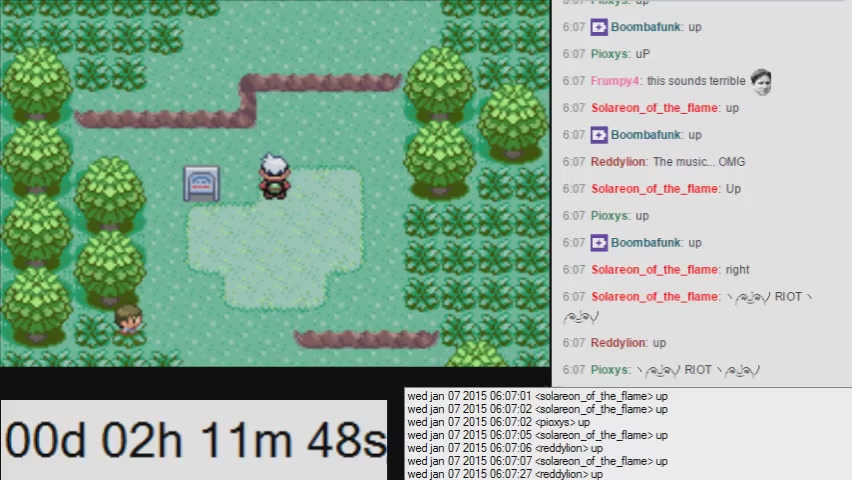 Pioxys: up
6:07 Boombafunk: up
6:07 Pioxys: uP
6:07 Frumpy4: this sounds terrible
6:07 Solareon_of_the_flame: up
6:07 Boombafunk: up
6:07 Reddylion: The music... OMG
6:07 Solareon_of_the_flame: Up
6:07 Pioxys: up
6:07 Boombafunk: up
6:07 Solareon_of_the_flame: right
6:07 Solareon_of_the_flame: RIOT
6:07 Reddylion: up
6:07 Pioxys: RIOT
00d 02h 11m 48s
wed jan 07 2015 06:07:01 <solareon_of_the_flame> up
wed jan 07 2015 06:07:02 <solareon_of_the_flame> up
wed jan 07 2015 06:07:02 <pioxys> up
wed jan 07 2015 06:07:05 <solareon_of_the_flame> up
wed jan 07 2015 06:07:06 <reddylion> up
wed jan 07 2015 06:07:07 <solareon_of_the_flame> up
wed jan 07 2015 06:07:27 <reddylion> up